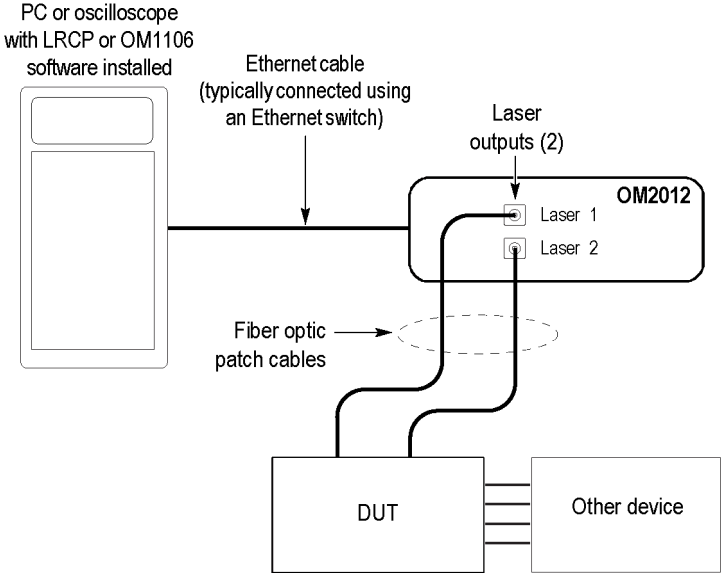 PC or oscilloscope
with LRCP or OM1106
software installed
Ethernet cable
(typically connected using
an Ethernet switch)
Laser
outputs (2)
OM2012
Laser 1
Laser 2
Fiber optic
patch cables
DUT
Other device